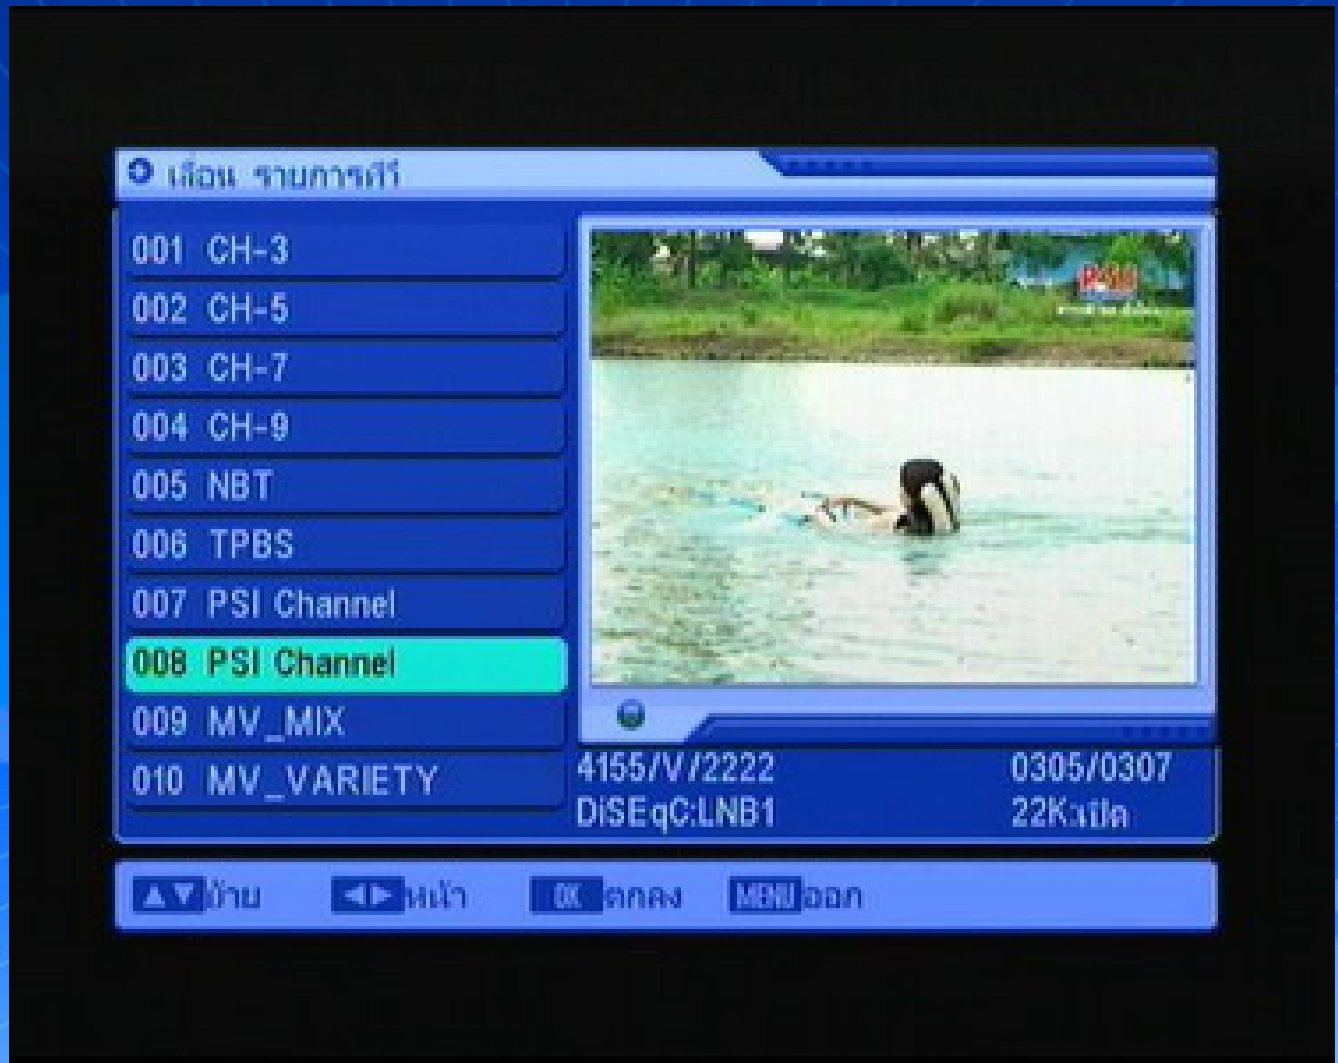 เลื่อน รายการทีวี
001 CH-3
002 CH-5
003 CH-7
004 CH-9
005 NBT
006 TPBS
007 PSI Channel
008 PSI Channel
009 MV_MIX
010 MV_VARIETY
PSI
4155/V/2222 0305/0307
DiSEqC:LNB1 22K:เปิด
▲▼ย้าย ◄►หน้า OK ตกลง MENU ออก